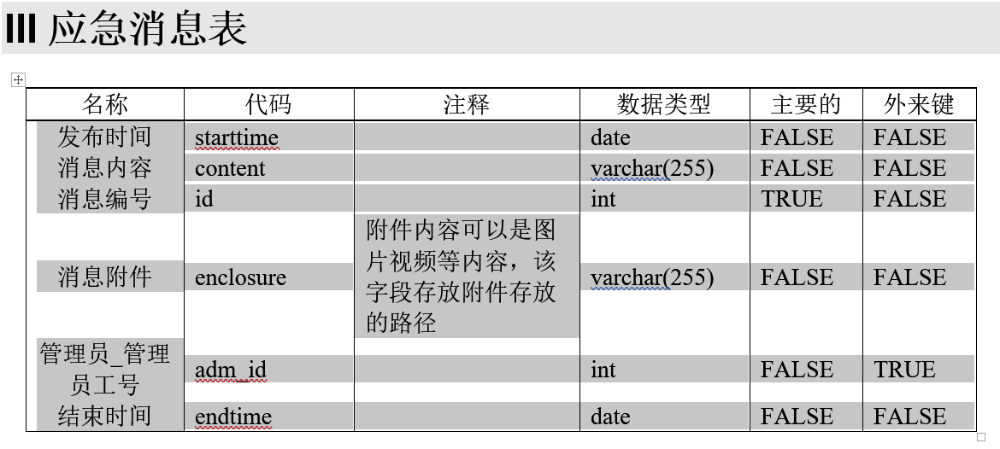 III 应急消息表
名称 代码 注释 数据类型 主要的 外来键
发布时间 starttime date FALSE FALSE
消息内容 content varchar(255) FALSE FALSE
消息编号 id int TRUE FALSE
附件内容可以是图
片视频等内容，该
消息附件 enclosure varchar(255) FALSE FALSE
字段存放附件存放
的路径
管理员_管理
员工号 adm_id int FALSE TRUE
结束时间 endtime date FALSE FALSE